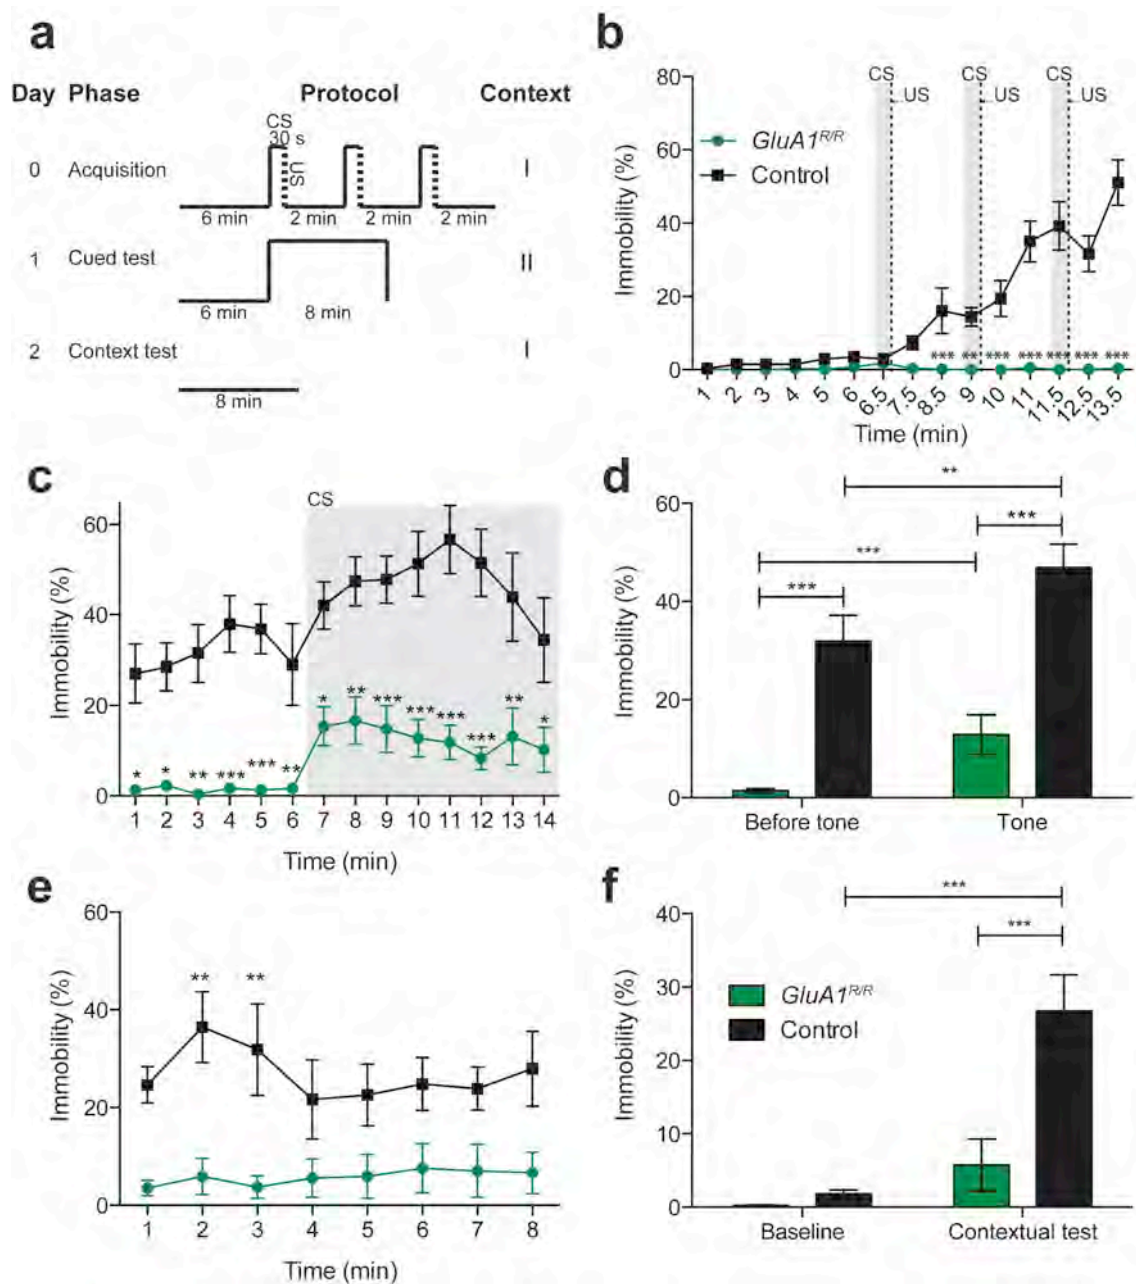 a
Day Phase Protocol Context
CS
30 s
US
0 Acquisition I
6 min 2 min 2 min 2 min
1 Cued test II
6 min 8 min
2 Context test I
8 min
b
CS CS CS
US US US
80
60
40
20
0
Immobility (%)
GluA1R/R
Control
*** ** *** *** *** *** ***
1 2 3 4 5 6 6.5 7.5 8.5 9 10 11 11.5 12.5 13.5
Time (min)
c
CS
60
40
20
0
Immobility (%)
* ** *** *** *** *** ** *
* * ** *** *** **
1 2 3 4 5 6 7 8 9 10 11 12 13 14
Time (min)
d
**
***
***
***
60
40
20
0
Immobility (%)
Before tone Tone
e
60
40
20
0
Immobility (%)
** **
1 2 3 4 5 6 7 8
Time (min)
f
***
***
40
30
20
10
0
Immobility (%)
GluA1R/R
Control
Baseline Contextual test